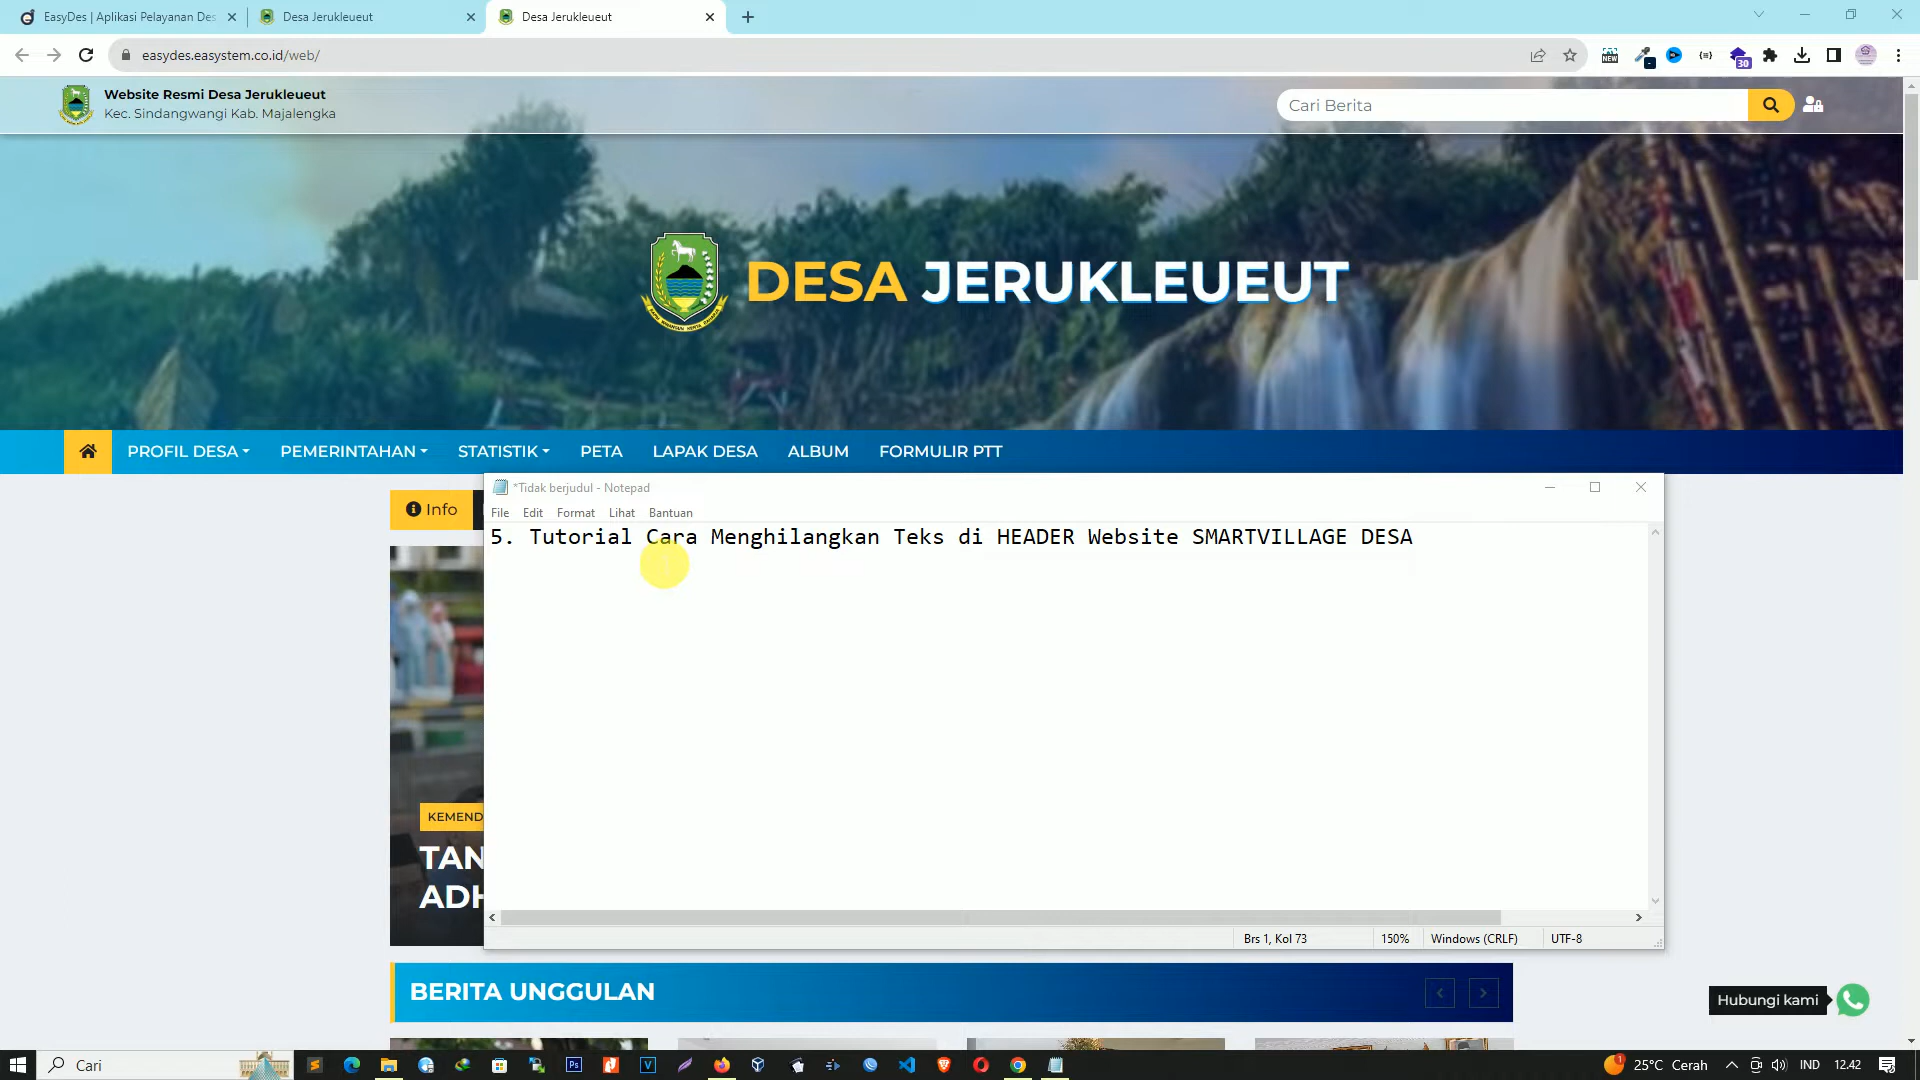 EasyDes | Aplikasi Pelayanan Des
Desa Jerukleueut
Desa Jerukleueut
easydes.easystem.co.id/web/
NEW
30
Website Resmi Desa Jerukleueut
Kec. Sindangwangi Kab. Majalengka
Cari Berita
DESA JERUKLEUEUT
PROFIL DESA
PEMERINTAHAN
STATISTIK
PETA
LAPAK DESA
ALBUM
FORMULIR PTT
Info
*Tidak berjudul - Notepad
File
Edit
Format
Lihat
Bantuan
5. Tutorial Cara Menghilangkan Teks di HEADER Website SMARTVILLAGE DESA
KEMEND
TAN
ADH
Brs 1, Kol 73
150%
Windows (CRLF)
UTF-8
BERITA UNGGULAN
Hubungi kami
Cari
Ps
V
1
25°C Cerah
IND
12.42